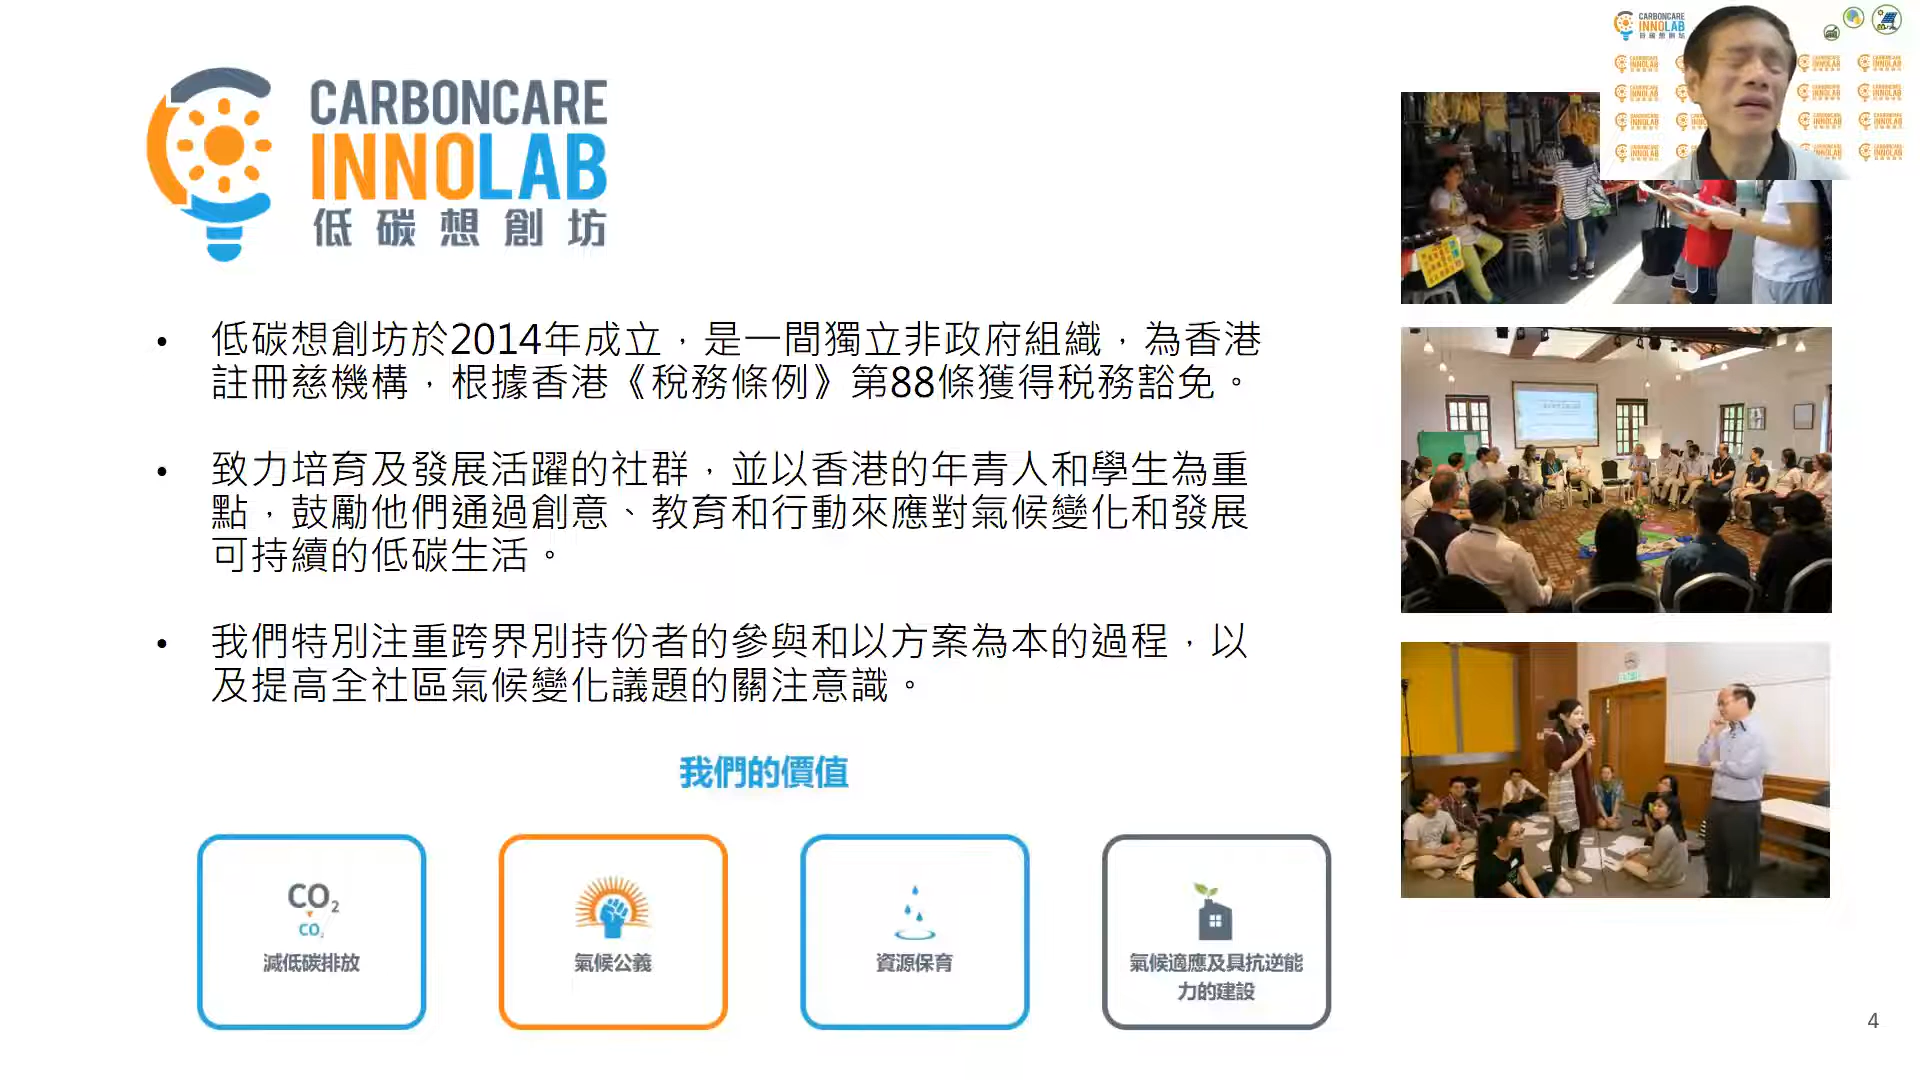 CARBONCARE
INNOLAB
低碳想創坊
CARBONCARE
INNOLAB
低碳想創坊
• 低碳想創坊於2014年成立，是一間獨立非政府組織，為香港
註冊慈機構，根據香港《稅務條例》第88條獲得稅務豁免。
• 致力培育及發展活躍的社群，並以香港的年青人和學生為重
點，鼓勵他們通過創意、教育和行動來應對氣候變化和發展
可持續的低碳生活。
• 我們特別注重跨界別持份者的參與和以方案為本的過程，以
及提高全社區氣候變化議題的關注意識。
我們的價值
CO2
CO2
減低碳排放
氣候公義
資源保育
氣候適應及具抗逆能
力的建設
4